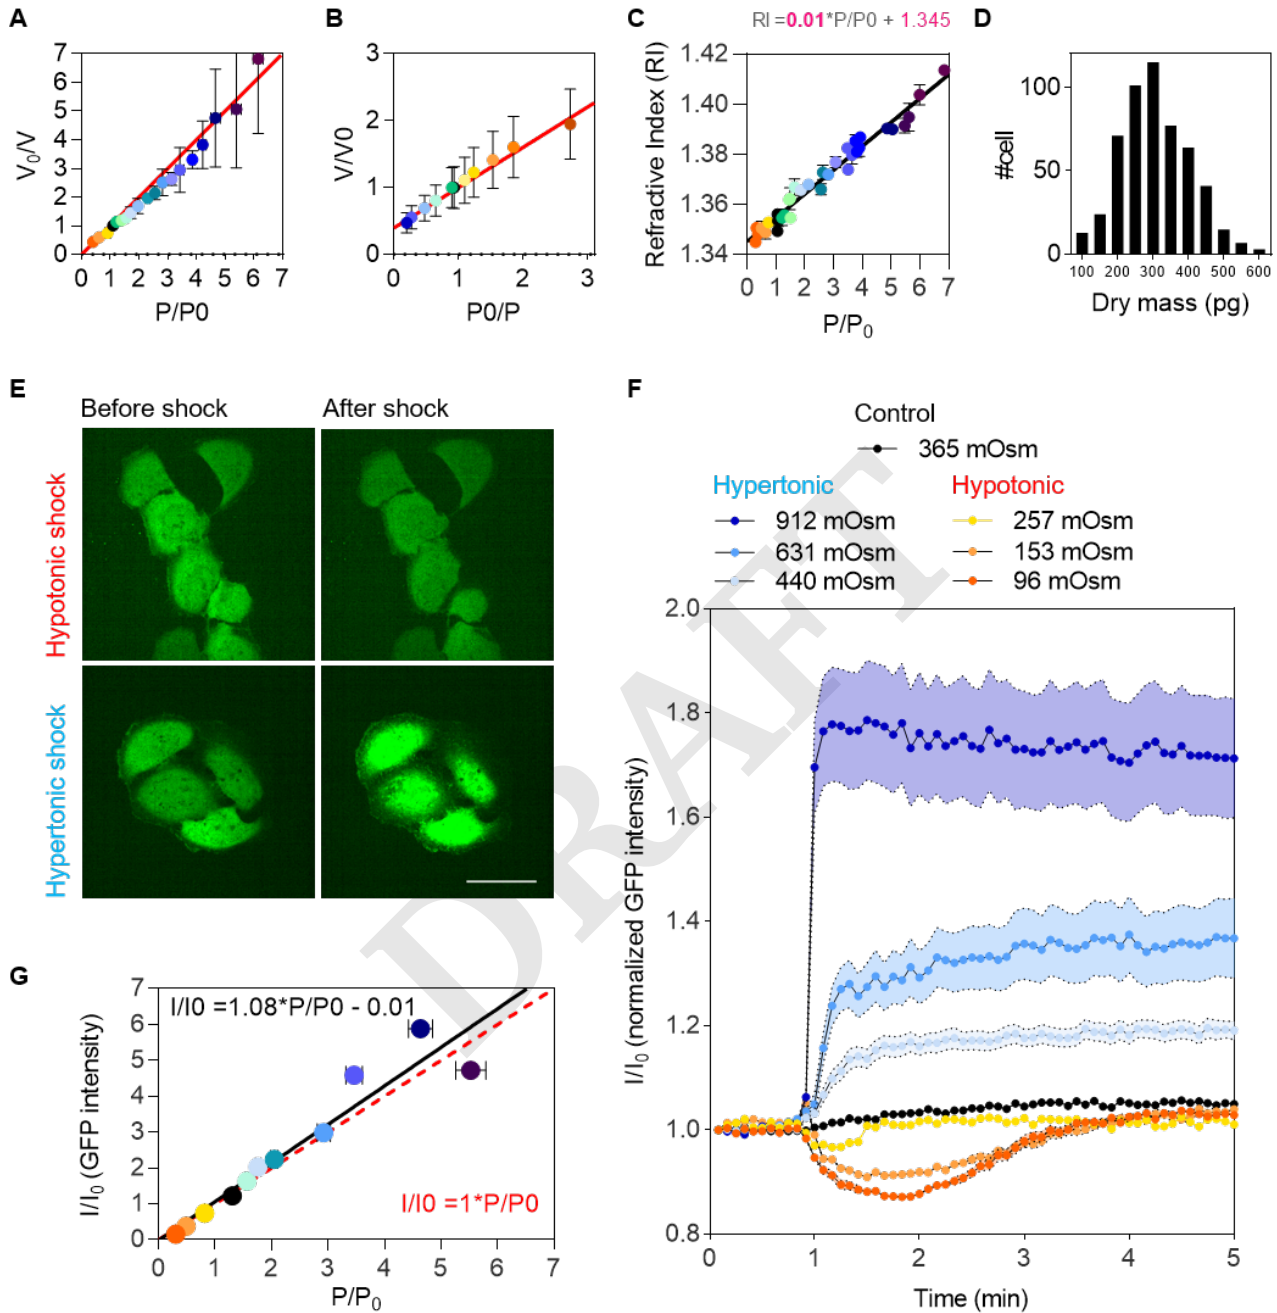 A
V0/V
7
6
5
4
3
2
1
0
0 1 2 3 4 5 6 7
P/P0
B
V/V0
3
2
1
0
0 1 2 3
P0/P
C
RI =0.01*P/P0 + 1.345
Refractive Index (RI)
1.42
1.40
1.38
1.36
1.34
0 1 2 3 4 5 6 7
P/P0
D
#cell
100
50
0
100 200 300 400 500 600
Dry mass (pg)
E
Before shock After shock
Hypotonic shock
Hypertonic shock
F
Control
365 mOsm
Hypertonic Hypotonic
912 mOsm 257 mOsm
631 mOsm 153 mOsm
440 mOsm 96 mOsm
I/I0 (normalized GFP intensity)
2.0
1.8
1.6
1.4
1.2
1.0
0.8
0 1 2 3 4 5
Time (min)
G
I/I0 (GFP intensity)
7
6
5
4
3
2
1
0
I/I0 =1.08*P/P0 - 0.01
I/I0 =1*P/P0
0 1 2 3 4 5 6 7
P/P0
DRAFT